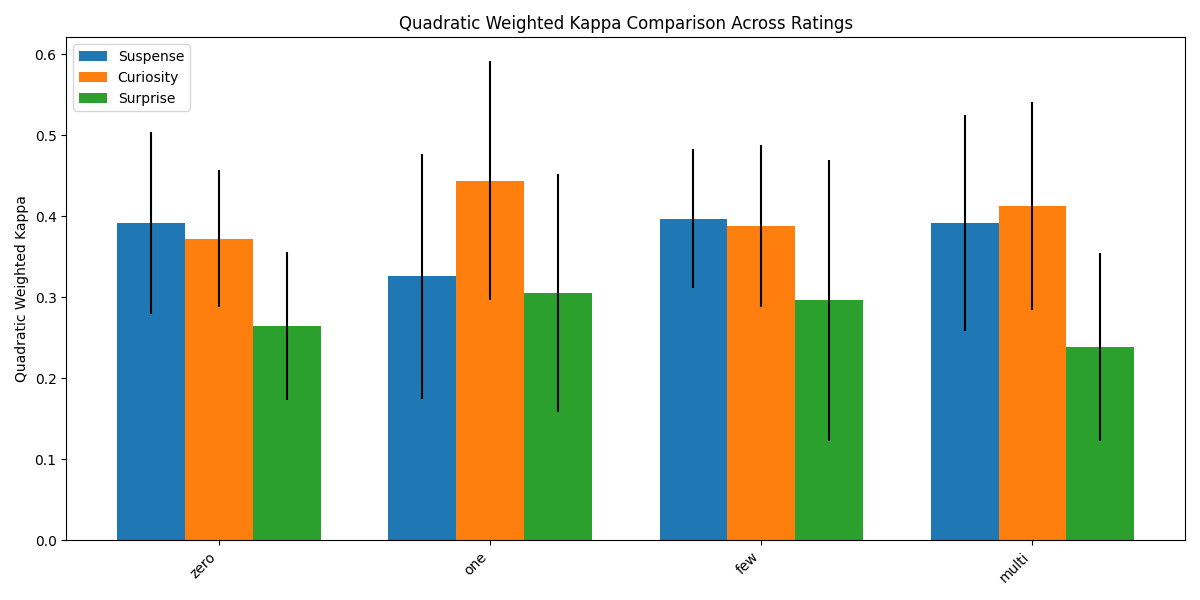 Quadratic Weighted Kappa Comparison Across Ratings
Suspense
Curiosity
Surprise
Quadratic Weighted Kappa
0.6
0.5
0.4
0.3
0.2
0.1
0.0
zero
one
few
multi